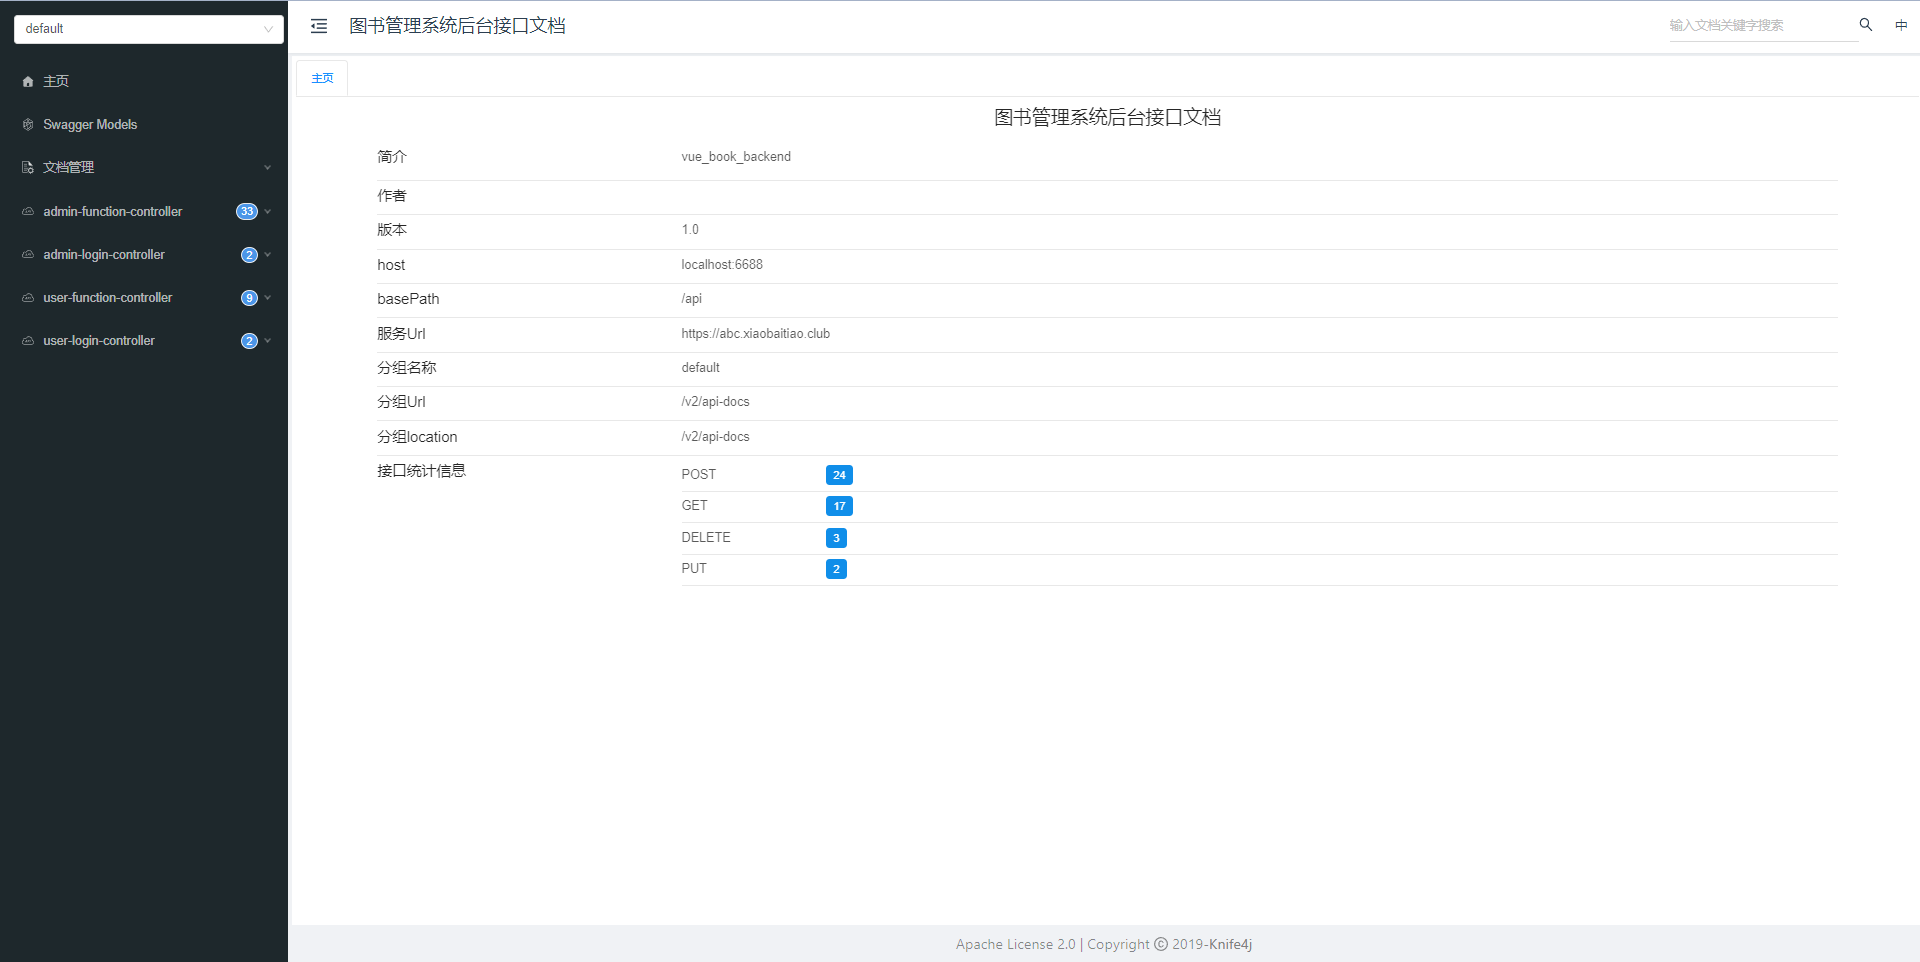 default
主页
Swagger Models
文档管理
admin-function-controller 33
admin-login-controller 2
user-function-controller 9
user-login-controller 2
图书管理系统后台接口文档
输入文档关键字搜索
中
主页
图书管理系统后台接口文档
简介 vue_book_backend
作者
版本 1.0
host localhost:6688
basePath /api
服务Url https://abc.xiaobaitiao.club
分组名称 default
分组Url /v2/api-docs
分组location /v2/api-docs
接口统计信息
POST 24
GET 17
DELETE 3
PUT 2
Apache License 2.0 | Copyright © 2019-Knife4j